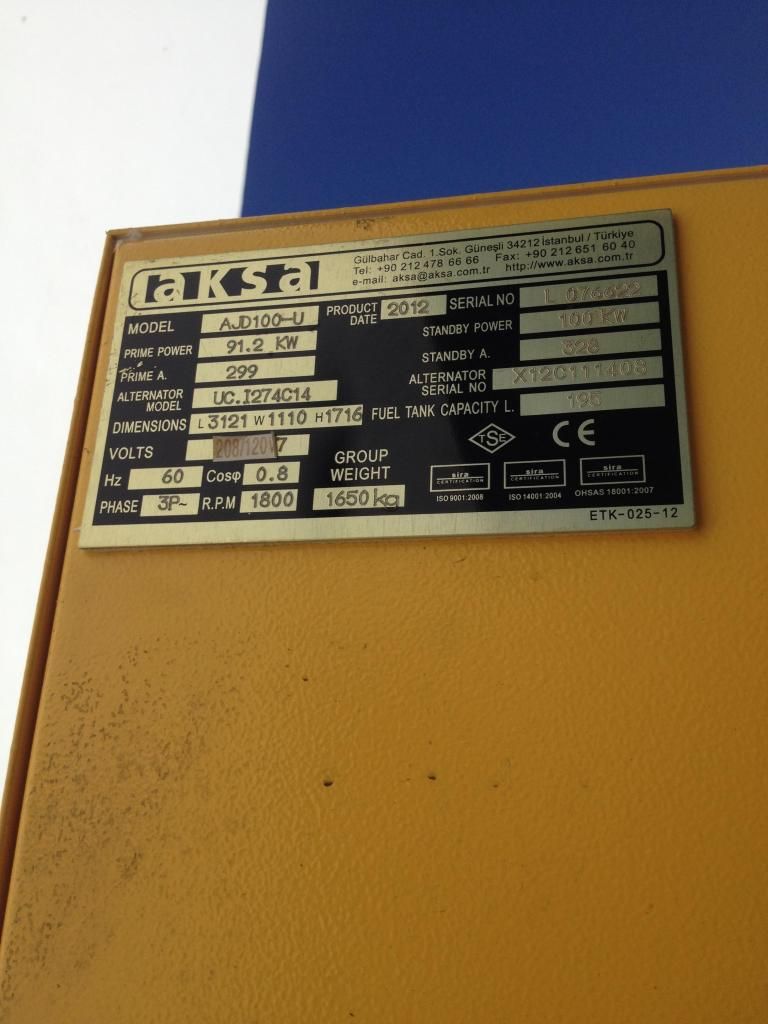 aksa
Gülbahar Cad. 1.Sok. Güneşli 34212 İstanbul / Türkiye
Tel: +90 212 478 66 66 Fax: +90 212 651 60 40
e-mail: aksa@aksa.com.tr http://www.aksa.com.tr
MODEL AJD100-U
PRODUCT DATE 2012
SERIAL NO L 076622
PRIME POWER 91.2 KW
STANDBY POWER 100 KW
PRIME A. 299
STANDBY A. 328
ALTERNATOR MODEL UC.I274C14
ALTERNATOR SERIAL NO X12C111408
DIMENSIONS L 3121 W 1110 H 1716
FUEL TANK CAPACITY L. 195
VOLTS 208/120V 7
Hz 60 Cosφ 0.8
PHASE 3P~ R.P.M 1800
GROUP WEIGHT 1650 kg
TSE CE
sira CERTIFICATION sira CERTIFICATION sira CERTIFICATION
ISO 9001:2008 ISO 14001:2004 OHSAS 18001:2007
ETK-025-12